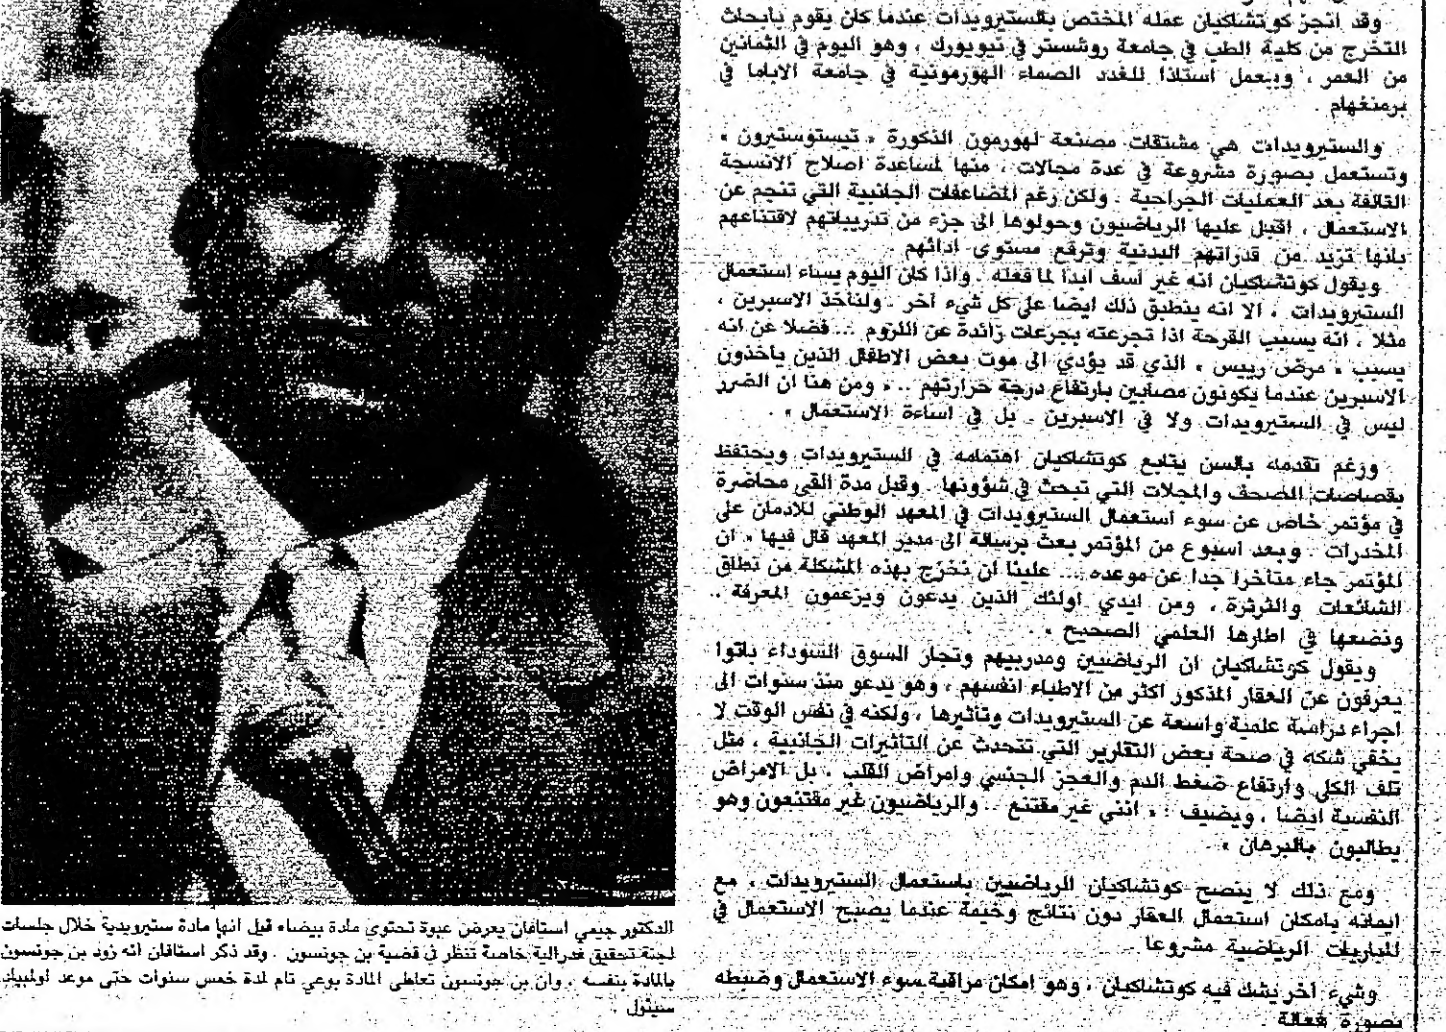 وقد انجز كوتشاكيان عمله المختص بالستيرويدات عندما كان يقوم بأبحاث
التخرج من كلية الطب في جامعة روشستر في نيويورك ، وهو اليوم في الثمانين
من العمر ، ويعمل استاذا للغدد الصماء الهورمونية في جامعة الاباما في
برمنغهام .
والستيرويدات هي مشتقات مصنعة لهورمون الذكورة « تيستوستيرون »
وتستعمل بصورة مشروعة في عدة مجالات ، منها لمساعدة اصلاح الانسجة
التالفة بعد العمليات الجراحية . ولكن رغم المضاعفات الجانبية التي تنجم عن
الاستعمال ، اقبل عليها الرياضيون وحولوها الى جزء من تدريباتهم لاقتناعهم
بانها تزيد من قدراتهم البدنية وترفع مستوى ادائهم .
ويقول كوتشاكيان انه غير آسف ابدا لما فعله . واذا كان اليوم يساء استعمال
الستيرويدات ، الا انه ينطبق ذلك ايضا على كل شيء آخر . ولنأخذ الاسبرين ،
مثلا ، انه يسبب القرحة اذا تجرعته بجرعات زائدة عن اللزوم ... فضلا عن انه
يسبب « مرض رييس » الذي قد يؤدي الى موت بعض الاطفال الذين يأخذون
الاسبرين عندما يكونون مصابين بارتفاع درجة حرارتهم ... ومن هنا ان الضرر
ليس في الستيرويدات ولا في الاسبرين . بل في اساءة الاستعمال » .
ورغم تقدمه بالسن يتابع كوتشاكيان اهتمامه في الستيرويدات ويحتفظ
بقصاصات الصحف والمجلات التي تبحث في شؤونها . وقبل مدة القى محاضرة
في مؤتمر خاص عن سوء استعمال الستيرويدات في المعهد الوطني للادمان على
المخدرات . وبعد اسبوع من المؤتمر بعث برسالة الى مدير المعهد قال فيها « ان
المؤتمر جاء متأخرا جدا عن موعده ... علينا ان نخرج بهذه المشكلة من نطاق
الشائعات والثرثرة ، ومن ايدي اولئك الذين يدعون ويزعمون المعرفة ..
ونضعها في اطارها العلمي الصحيح » .
ويقول كوتشاكيان ان الرياضيين ومدربيهم وتجار السوق السوداء باتوا
يعرفون عن العقار المذكور اكثر من الاطباء انفسهم ، وهو يدعو منذ سنوات الى
اجراء دراسة علمية واسعة عن الستيرويدات وتأثيرها ، ولكنه في نفس الوقت لا
يخفي شكه في صحة بعض التقارير التي تتحدث عن التأثيرات الجانبية ، مثل
تلف الكلى وارتفاع ضغط الدم والعجز الجنسي وامراض القلب ، بل الامراض
النفسية ايضا ، ويضيف : « انني غير مقتنع .. والرياضيون غير مقتنعون وهو
يطالبون بالبرهان »
ومع ذلك لا ينصح كوتشاكيان الرياضيين باستعمال الستيرويدات ، مع
ايمانه بامكان استعمال العقار دون نتائج وخيمة عندما يصبح الاستعمال في
المباريات الرياضية مشروعا .
وشيء آخر يشك فيه كوتشاكيان ، وهو امكان مراقبة سوء الاستعمال وضبطه
بصورة فعالة
الدكتور جيمي استافان يعرض عبوة تحتوي مادة بيضاء قيل انها مادة ستيرويدية خلال جلسات
لجنة تحقيق فدرالية خاصة تنظر في قضية بن جونسون . وقد ذكر استافان انه زود بن جونسون
بالمادة بنفسه ، وان بن جونسون تعاطى المادة بوعي تام لمدة خمس سنوات حتى موعد اولمبياد
سيئول .